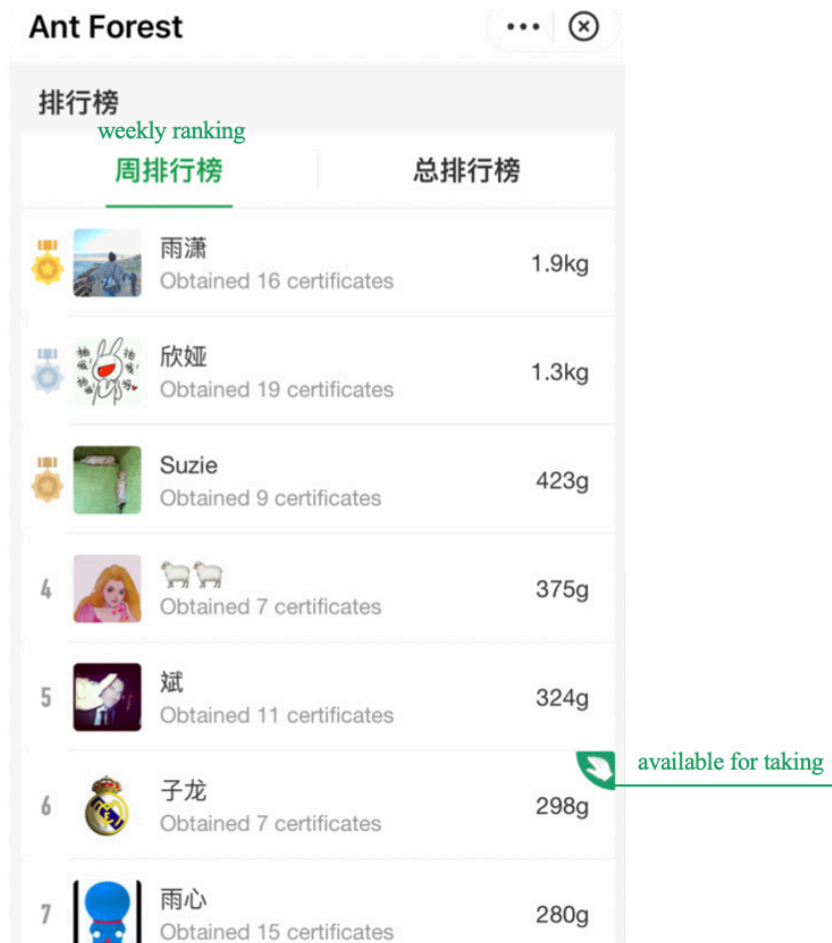 Ant Forest
排行榜
weekly ranking
周排行榜
总排行榜
雨潇
Obtained 16 certificates
1.9kg
欣娅
Obtained 19 certificates
1.3kg
Suzie
Obtained 9 certificates
423g
4
🐑🐑
Obtained 7 certificates
375g
5
斌
Obtained 11 certificates
324g
available for taking
6
子龙
Obtained 7 certificates
298g
7
雨心
Obtained 15 certificates
280g